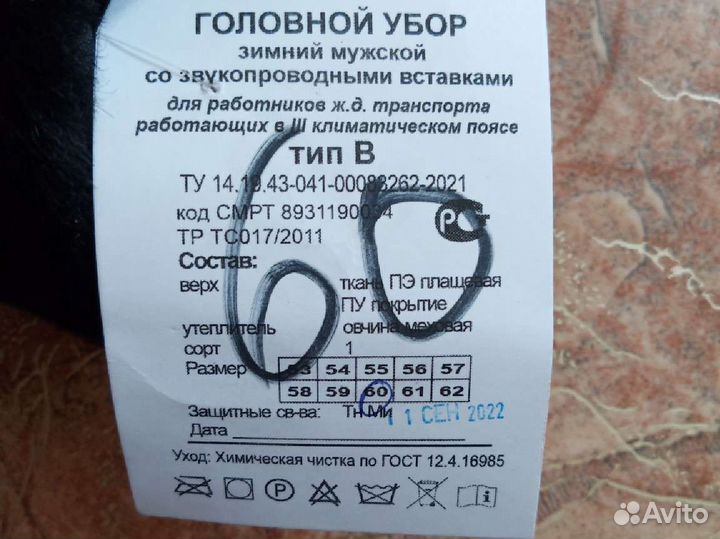 ГОЛОВНОЙ УБОР
зимний мужской
со звукопроводными вставками
для работников ж.д. транспорта
работающих в III климатическом поясе
тип В
ТУ 14.19.43-041-00083262-2021
код СМРТ 8931190034
ТР ТС017/2011
Состав:
верх ткань ПЭ плащевая
ПУ покрытие
утеплитель овчина меховая
сорт 1
60
Размер 53 54 55 56 57
58 59 60 61 62
Защитные св-ва: Тн Ми
11 СЕН 2022
Дата
Уход: Химическая чистка по ГОСТ 12.4.16985
P
Avito